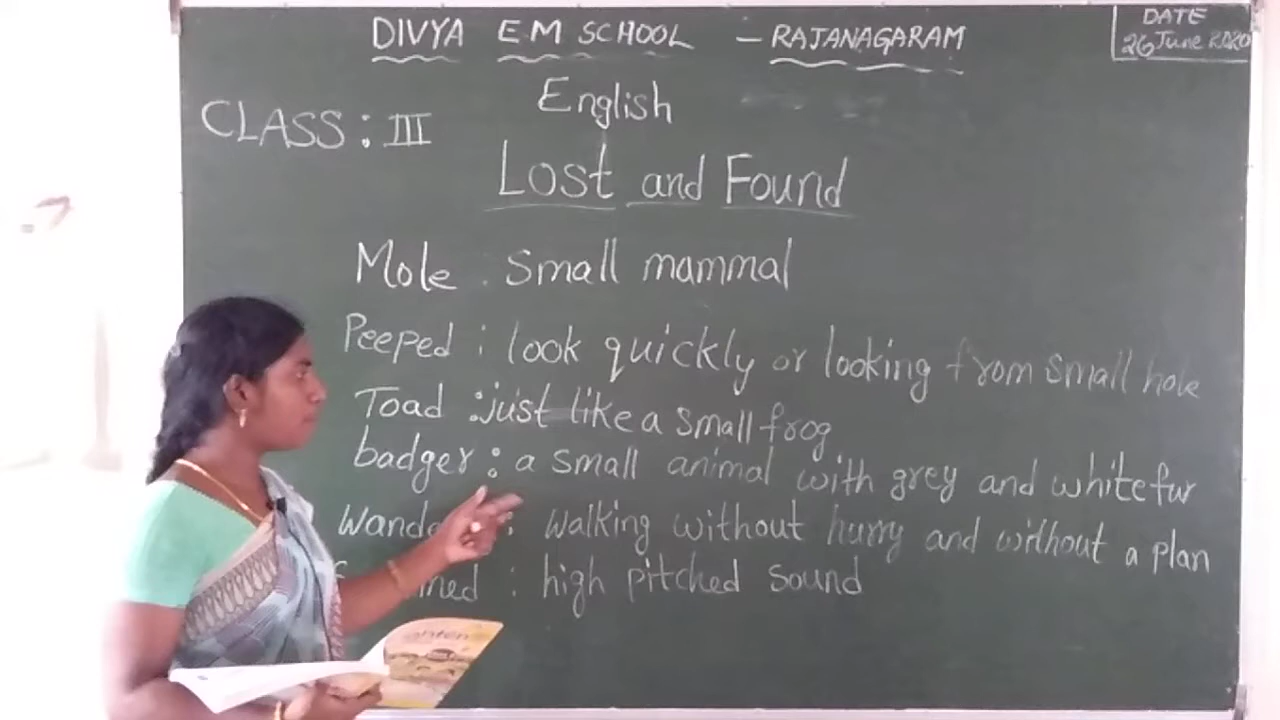 DIVYA EM SCHOOL – RAJANAGARAM
DATE
26 June 2020
English
CLASS : III
Lost and Found
Mole . Small mammal
Peeped : look quickly or looking from small hole
Toad : just like a small frog
badger : a small animal with grey and white fur
: walking without hurry and without a plan
: high pitched sound